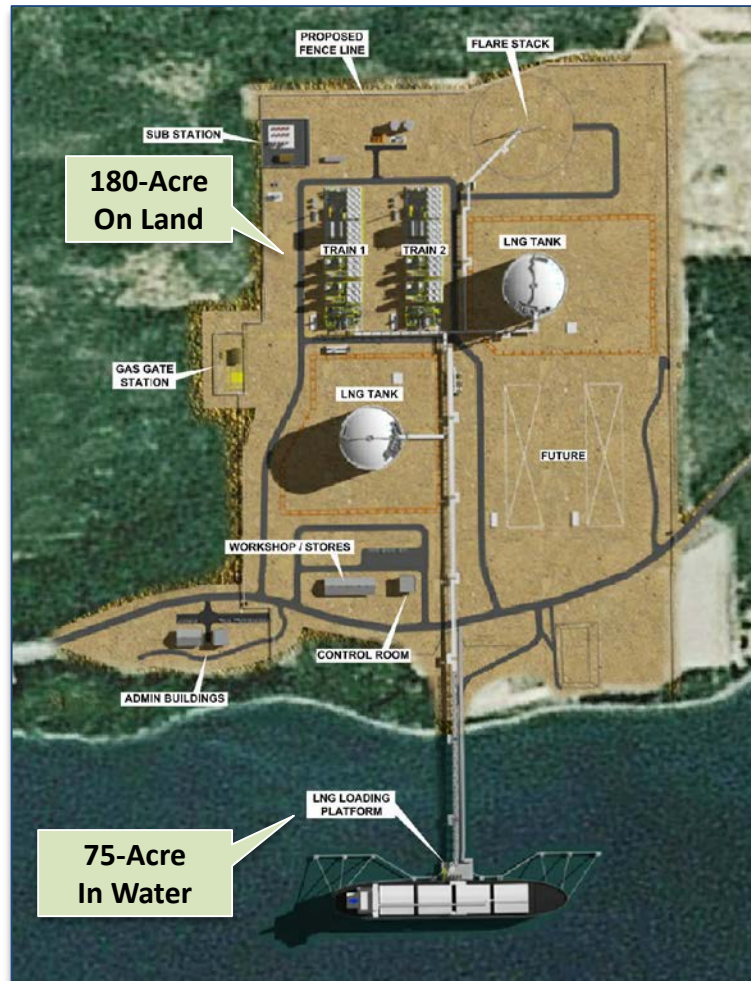 PROPOSED
FENCE LINE
FLARE STACK
SUB STATION
180-Acre
On Land
TRAIN 1
TRAIN 2
LNG TANK
GAS GATE
STATION
LNG TANK
FUTURE
WORKSHOP / STORES
CONTROL ROOM
ADMIN BUILDINGS
LNG LOADING
PLATFORM
75-Acre
In Water